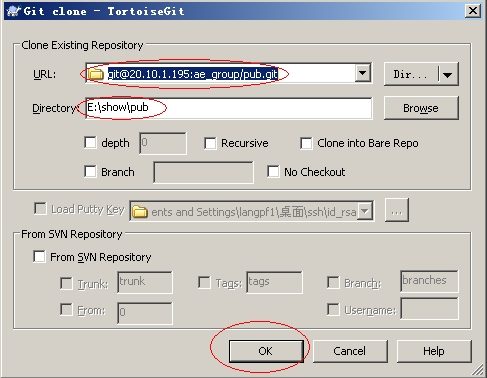 Git clone - TortoiseGit
Clone Existing Repository
URL: git@20.10.1.195:ae_group/pub.git Dir...
Directory: E:\show\pub Browse
depth 0 Recursive Clone into Bare Repo
Branch No Checkout
Load Putty Key ents and Settings\langpf1\桌面\ssh\id_rsa ...
From SVN Repository
From SVN Repository
Trunk: trunk Tags: tags Branch: branches
From: 0 Username:
OK Cancel Help